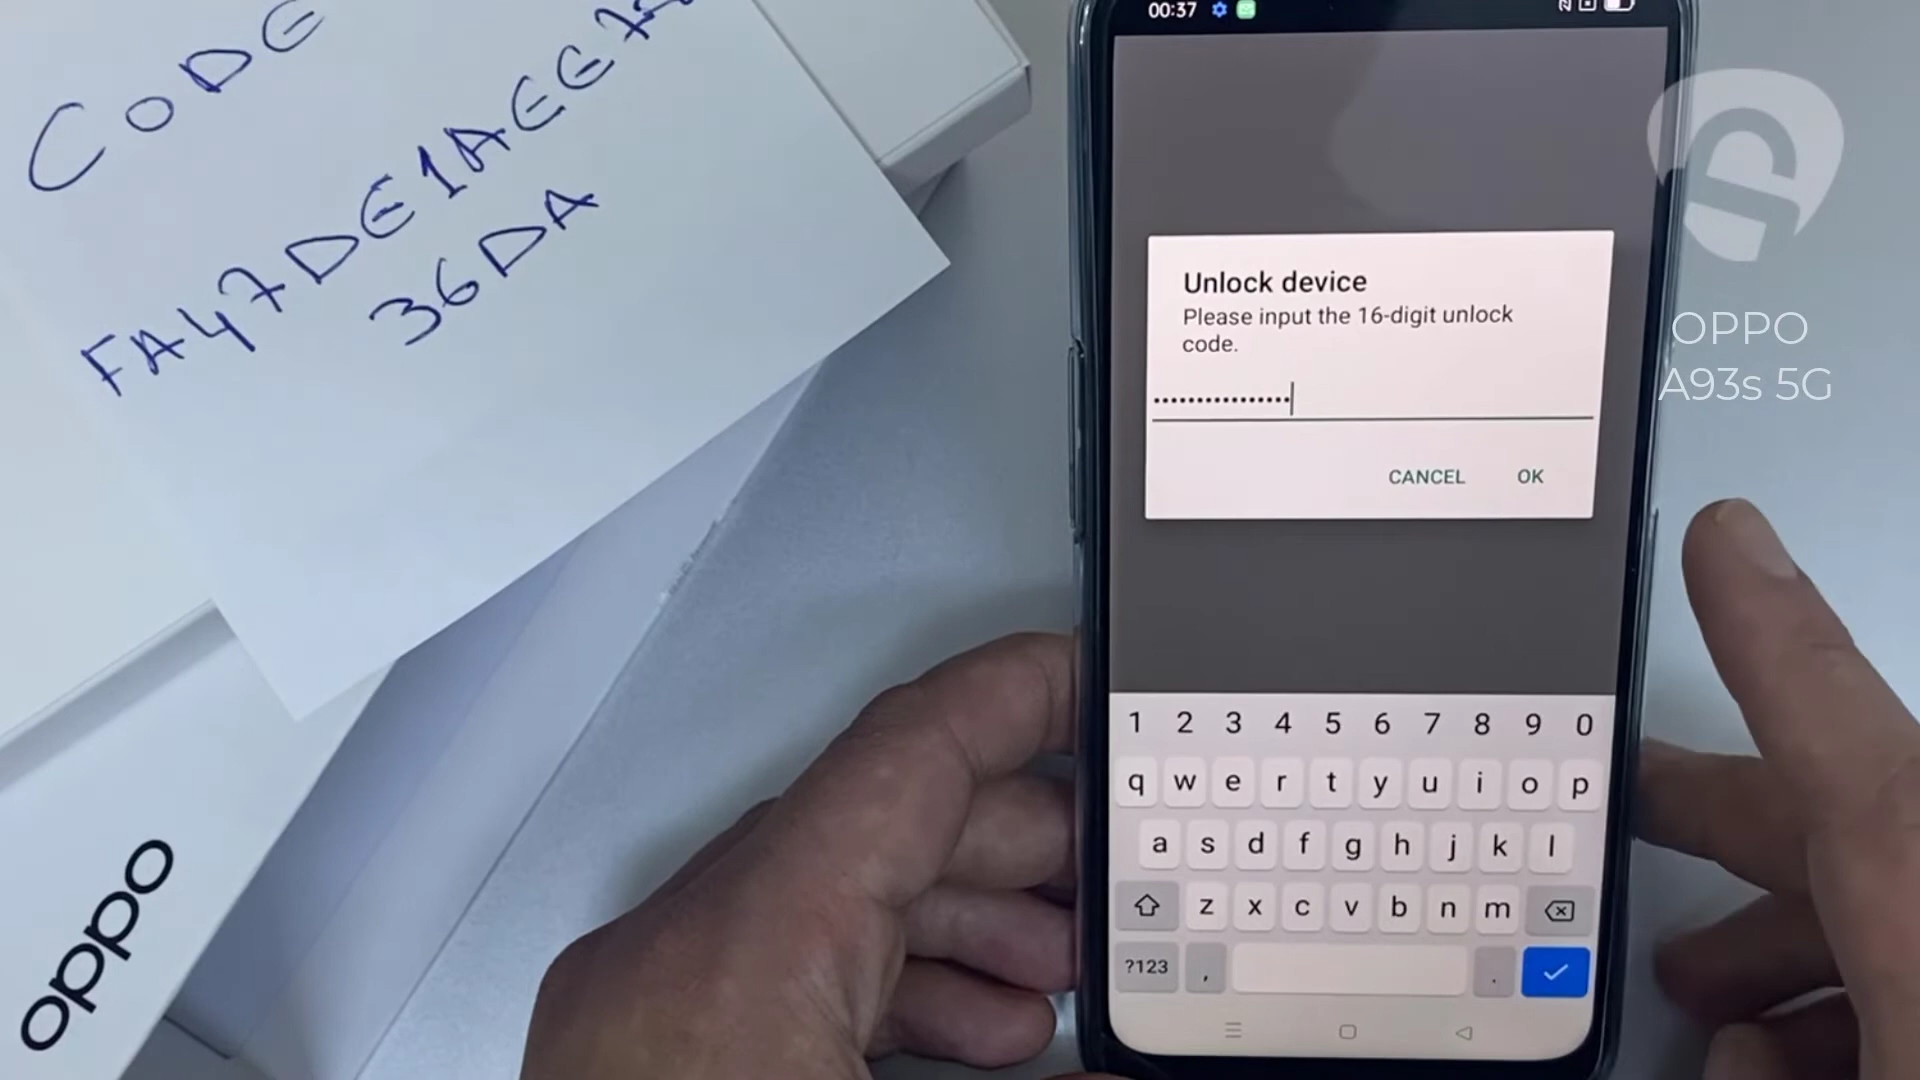 CODE
FA47DE1AEE7
36DA
oppo
00:37
Unlock device
Please input the 16-digit unlock
code.
................
CANCEL OK
1 2 3 4 5 6 7 8 9 0
q w e r t y u i o p
a s d f g h j k l
z x c v b n m
?123 , .
OPPO
A93s 5G